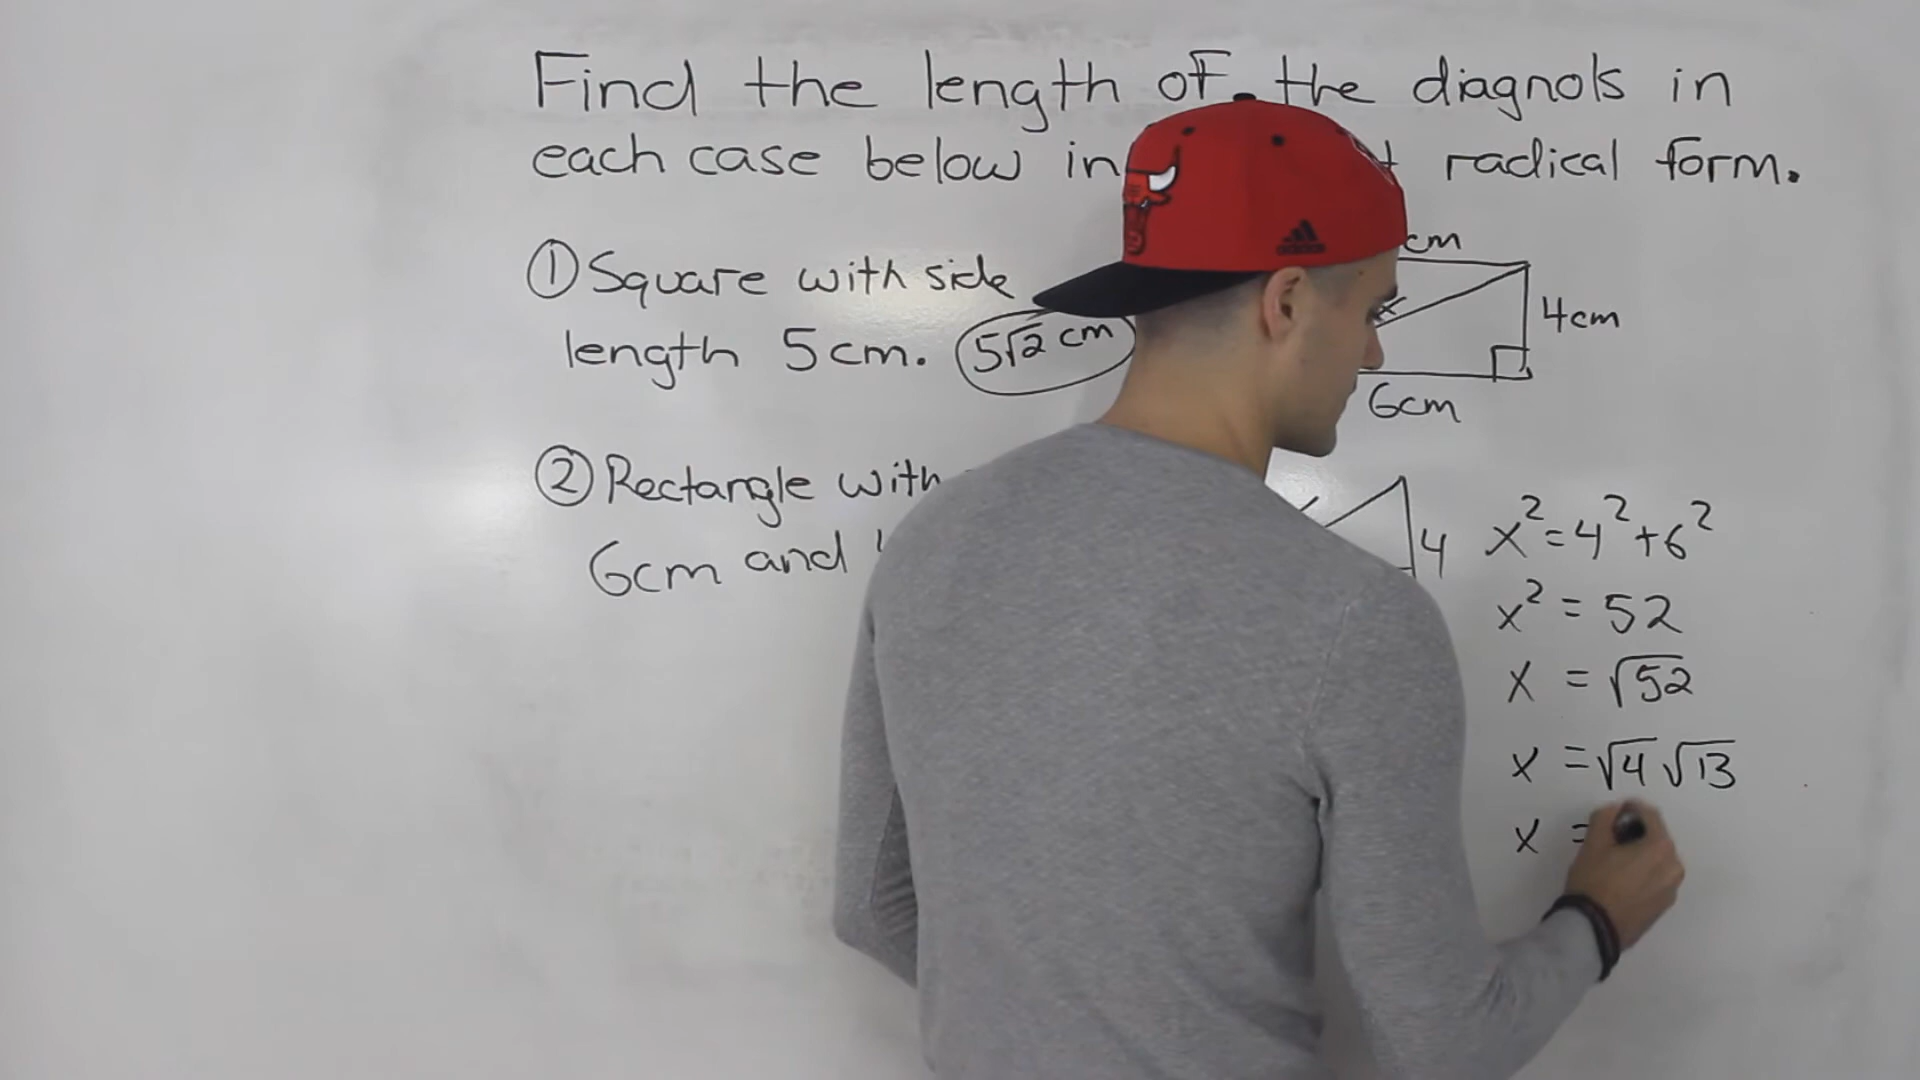 Find the length of the diagnols in
each case below in radical form.
① Square with side
length 5cm. 5√2 cm
cm
4cm
6cm
② Rectangle with
6cm and
4
x² = 4² + 6²
x² = 52
x = √52
x = √4 √13
x =
adidas